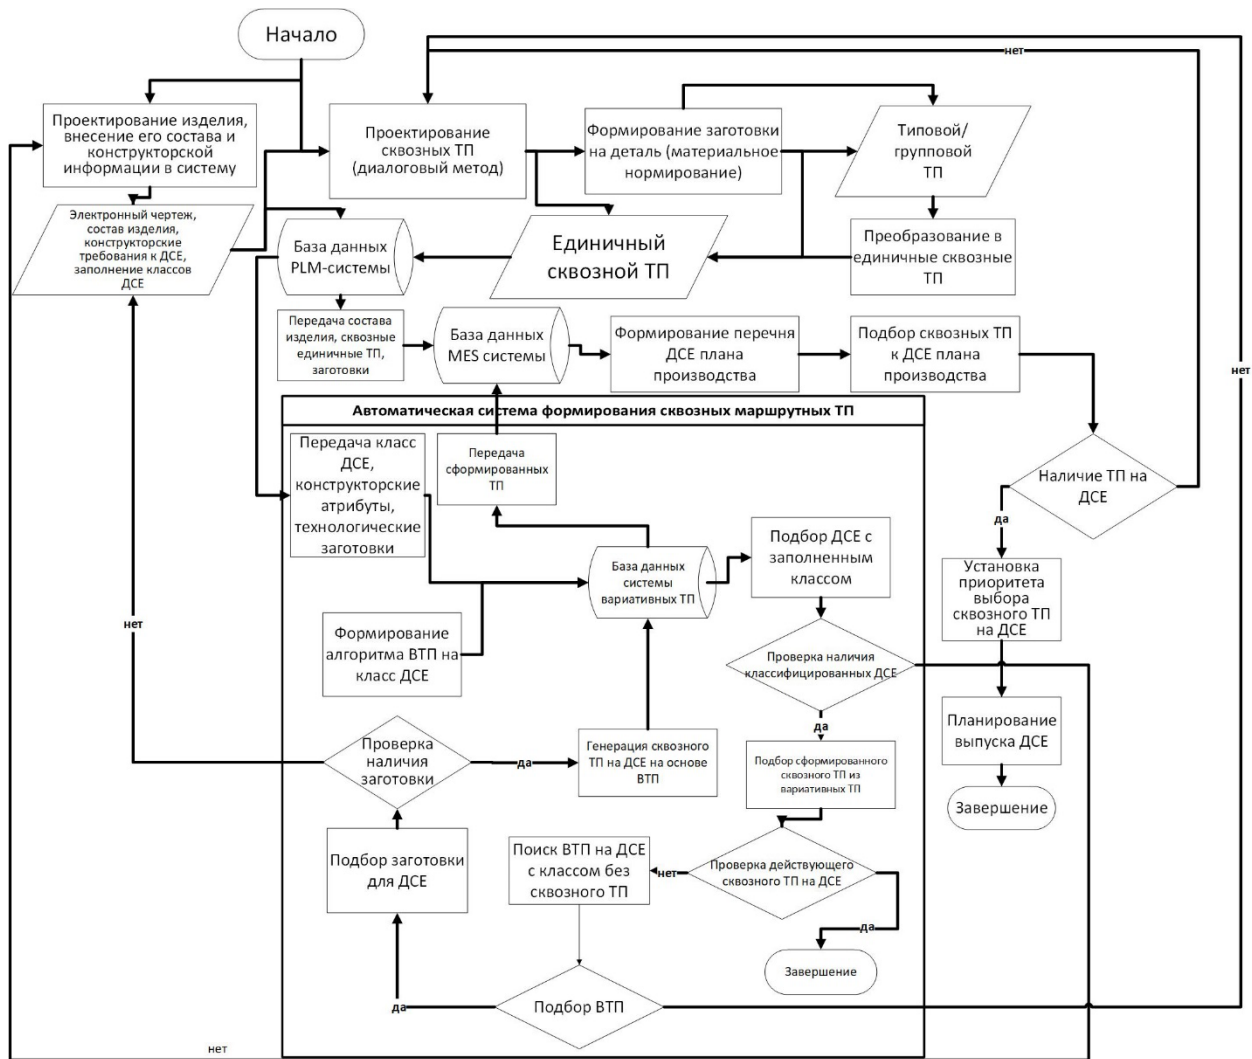 Начало
нет
Проектирование изделия,
внесение его состава и
конструкторской
информации в систему
Проектирование
сквозных ТП
(диалоговый метод)
Формирование заготовки
на деталь (материальное
нормирование)
Типовой/
групповой
ТП
Электронный чертеж,
состав изделия,
конструкторские
требования к ДСЕ,
заполнение классов
ДСЕ
База данных
PLM-системы
Единичный
сквозной ТП
Преобразование в
единичные сквозные
ТП
Передача состава
изделия, сквозные
единичные ТП,
заготовки
База данных
MES системы
Формирование перечня
ДСЕ плана
производства
Подбор сквозных ТП
к ДСЕ плана
производства
нет
Автоматическая система формирования сквозных маршрутных ТП
Передача класс
ДСЕ,
конструкторские
атрибуты,
технологические
заготовки
Передача
сформированных
ТП
Наличие ТП на
ДСЕ
да
База данных
системы
вариативных ТП
Подбор ДСЕ с
заполненным
классом
Установка
приоритета
выбора
сквозного ТП
на ДСЕ
нет
Формирование
алгоритма ВТП на
класс ДСЕ
Проверка наличия
классифицированных ДСЕ
да
Планирование
выпуска ДСЕ
Проверка
наличия
заготовки
да
Генерация сквозного
ТП на ДСЕ на основе
ВТП
Подбор сформированного
сквозного ТП из
вариативных ТП
Завершение
Подбор заготовки
для ДСЕ
Поиск ВТП на ДСЕ
с классом без
сквозного ТП
нет
Проверка действующего
сквозного ТП на ДСЕ
да
Завершение
Подбор ВТП
да
нет